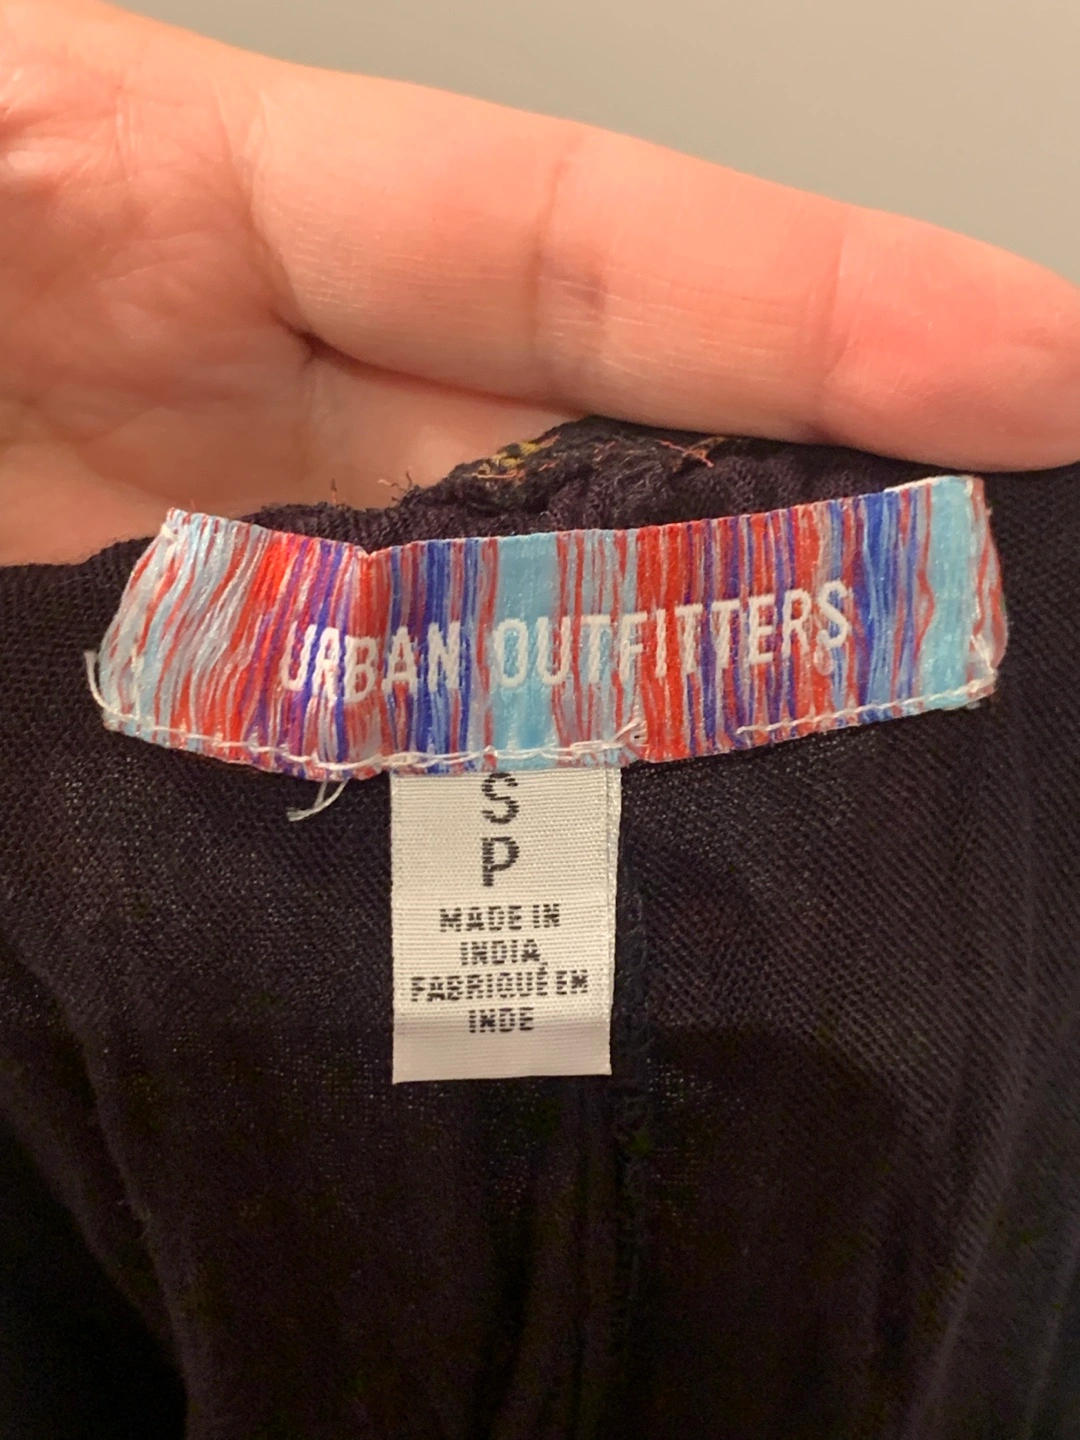 URBAN OUTFITTERS
S
P
MADE IN
INDIA
FABRIQUÉ EN
INDE